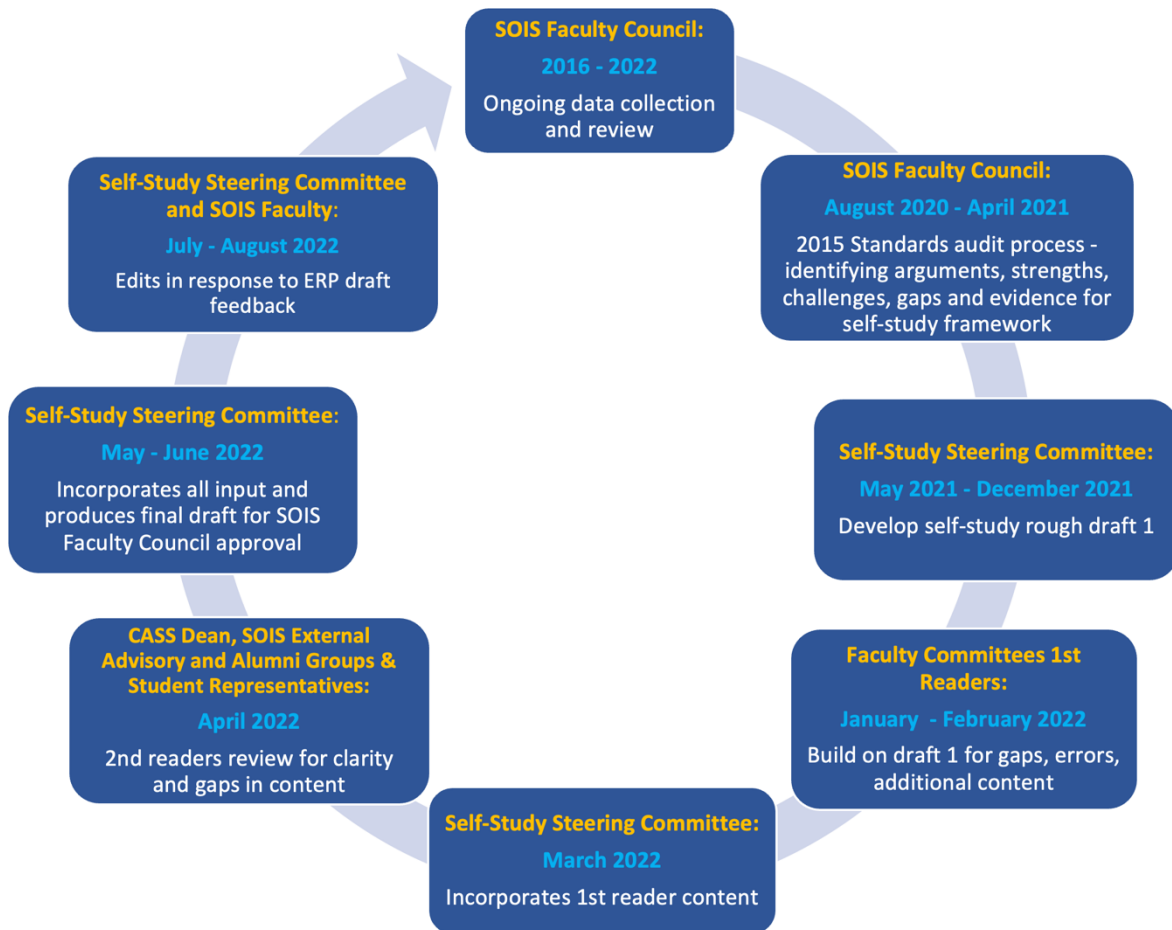 SOIS Faculty Council:
2016 - 2022
Ongoing data collection
and review
SOIS Faculty Council:
August 2020 - April 2021
2015 Standards audit process -
identifying arguments, strengths,
challenges, gaps and evidence for
self-study framework
Self-Study Steering Committee:
May 2021 - December 2021
Develop self-study rough draft 1
Faculty Committees 1st
Readers:
January  - February 2022
Build on draft 1 for gaps, errors,
additional content
Self-Study Steering Committee:
March 2022
Incorporates 1st reader content
CASS Dean, SOIS External
Advisory and Alumni Groups &
Student Representatives:
April 2022
2nd readers review for clarity
and gaps in content
Self-Study Steering Committee:
May - June 2022
Incorporates all input and
produces final draft for SOIS
Faculty Council approval
Self-Study Steering Committee
and SOIS Faculty:
July - August 2022
Edits in response to ERP draft
feedback